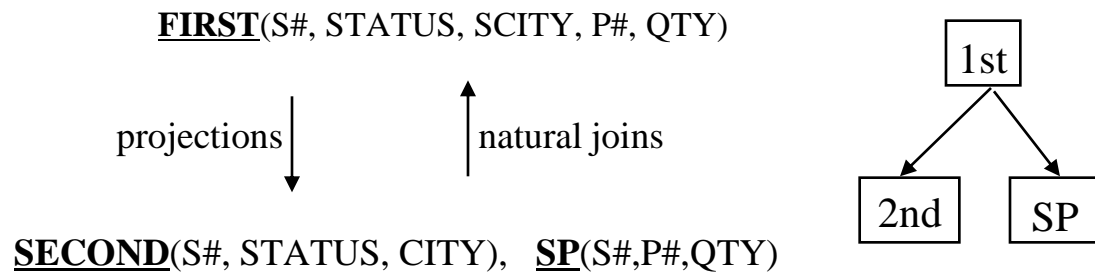 FIRST(S#, STATUS, SCITY, P#, QTY)
1st
projections
natural joins
2nd
SP
SECOND(S#, STATUS, CITY), SP(S#,P#,QTY)